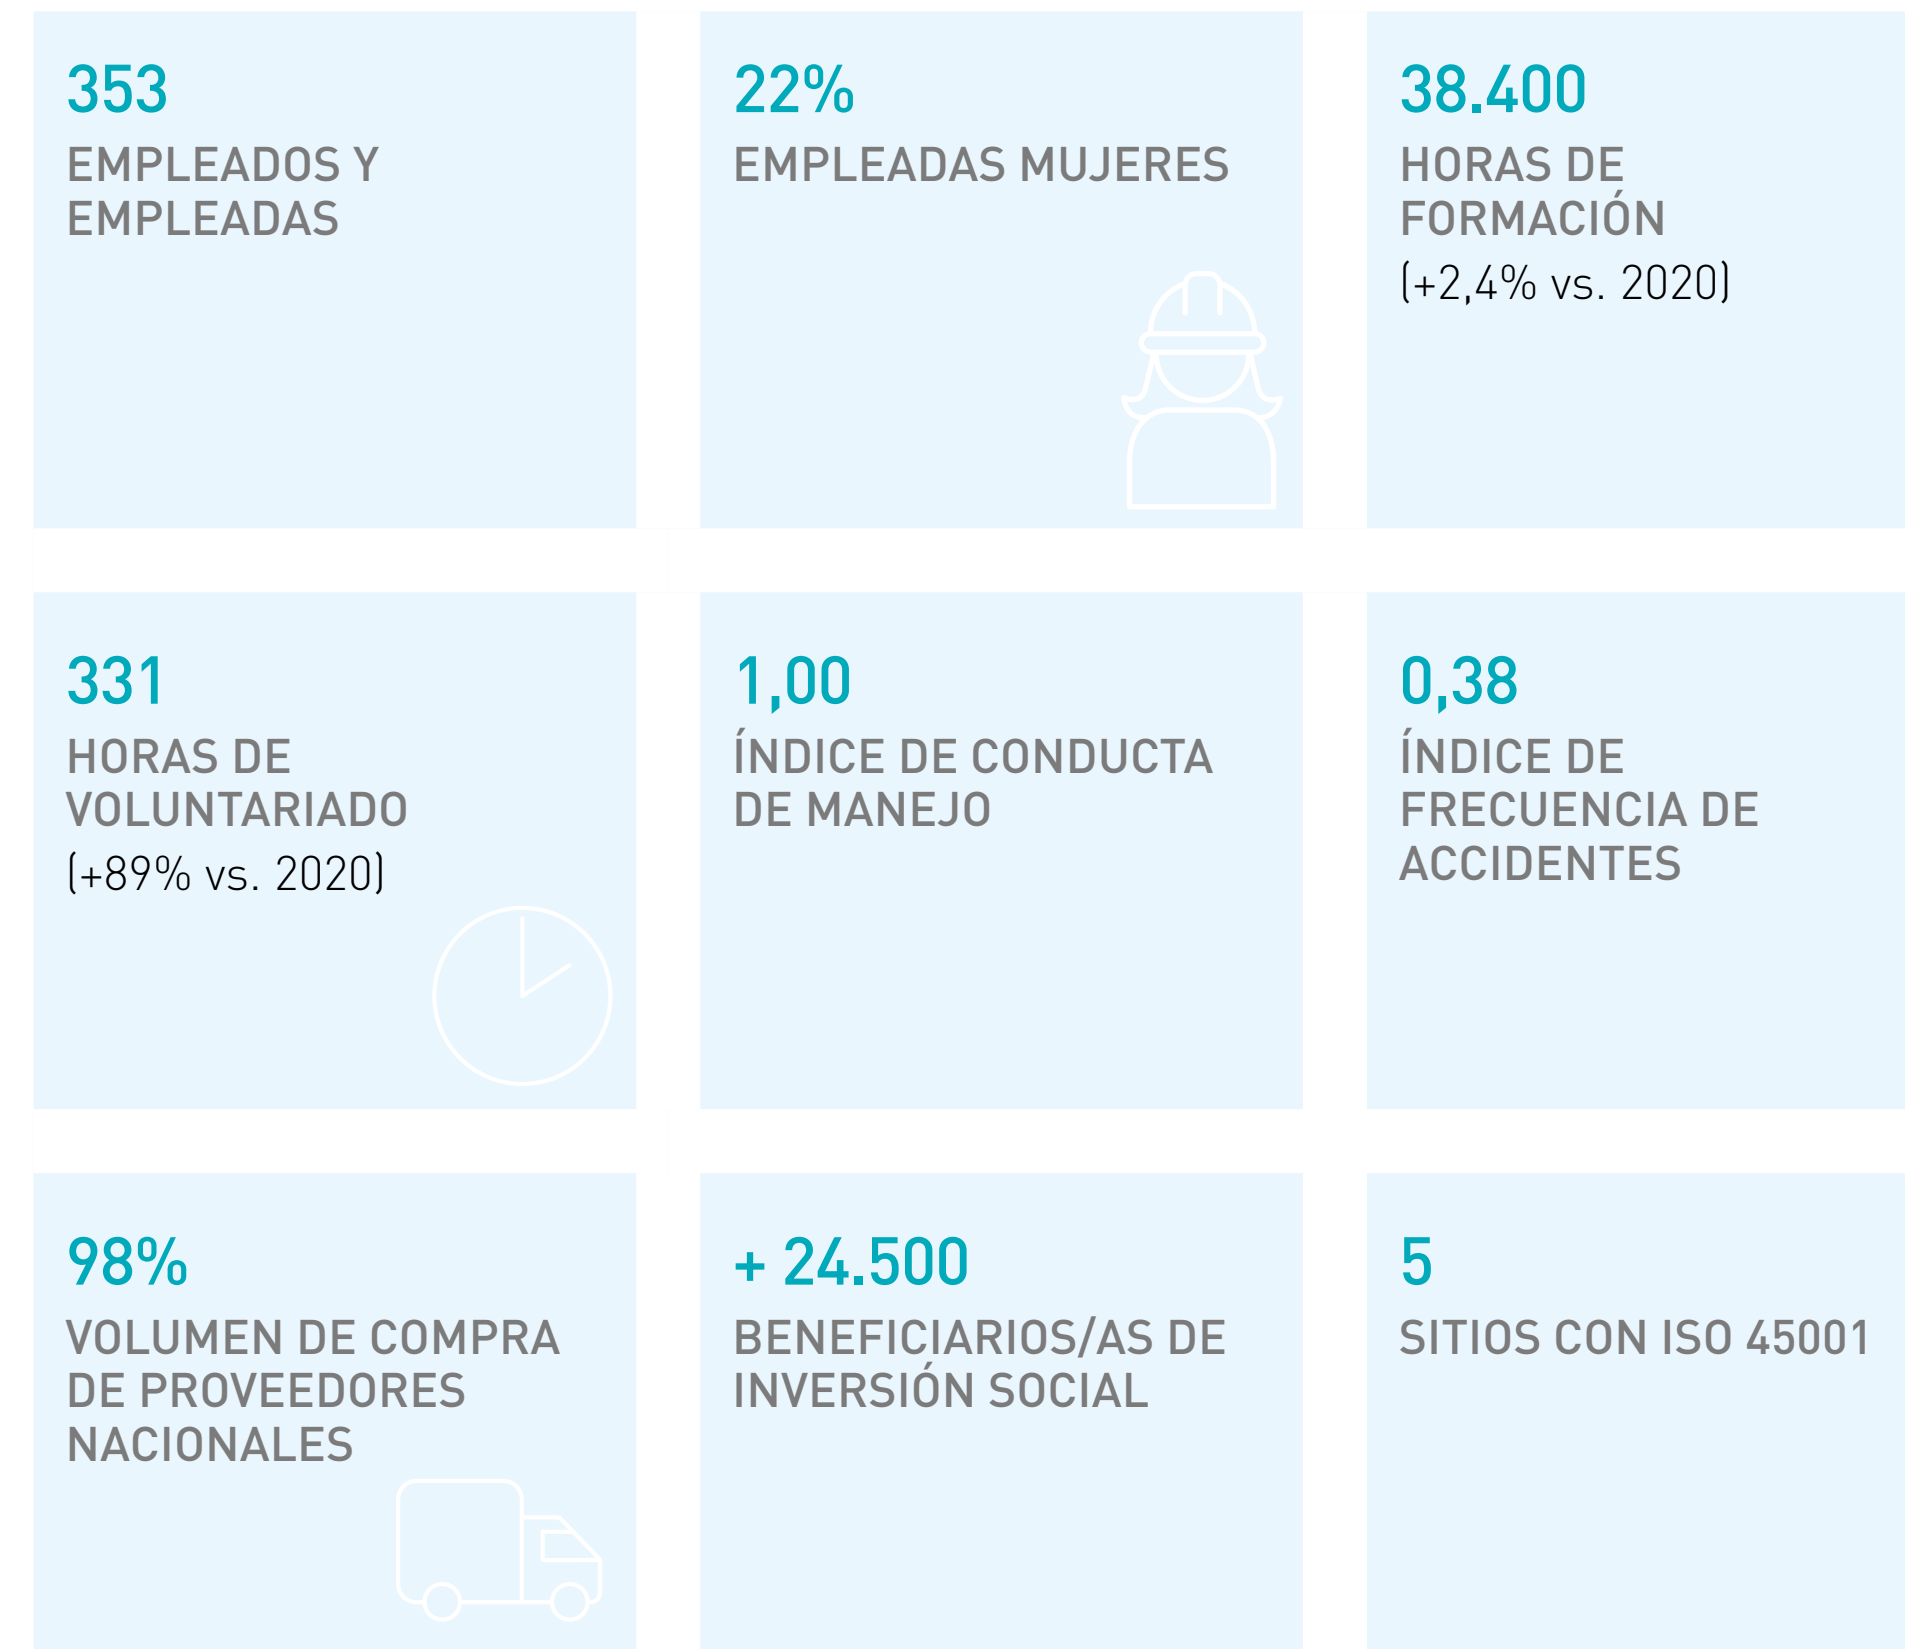 353
EMPLEADOS Y
EMPLEADAS
22%
EMPLEADAS MUJERES
38.400
HORAS DE
FORMACIÓN
(+2,4% vs. 2020)
331
HORAS DE
VOLUNTARIADO
(+89% vs. 2020)
1,00
ÍNDICE DE CONDUCTA
DE MANEJO
0,38
ÍNDICE DE
FRECUENCIA DE
ACCIDENTES
98%
VOLUMEN DE COMPRA
DE PROVEEDORES
NACIONALES
+ 24.500
BENEFICIARIOS/AS DE
INVERSIÓN SOCIAL
5
SITIOS CON ISO 45001